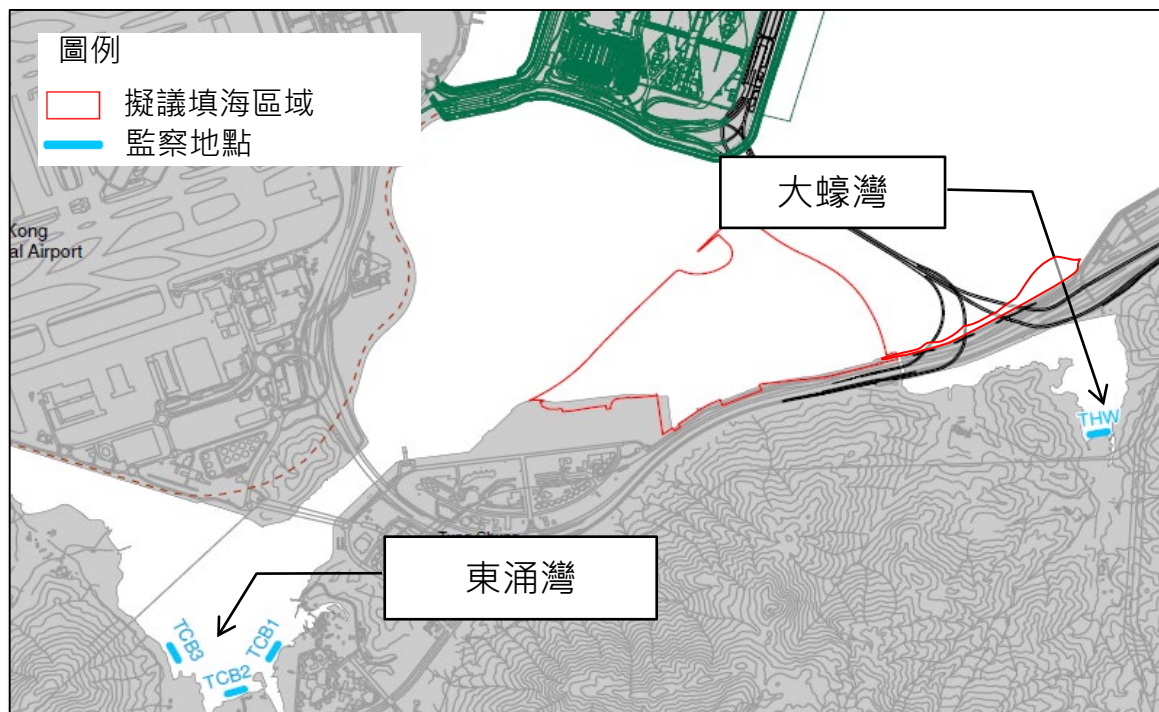 圖例
擬議填海區域
監察地點
大蠔灣
Kong
al Airport
THW
東涌灣
TCB3
TCB1
TCB2